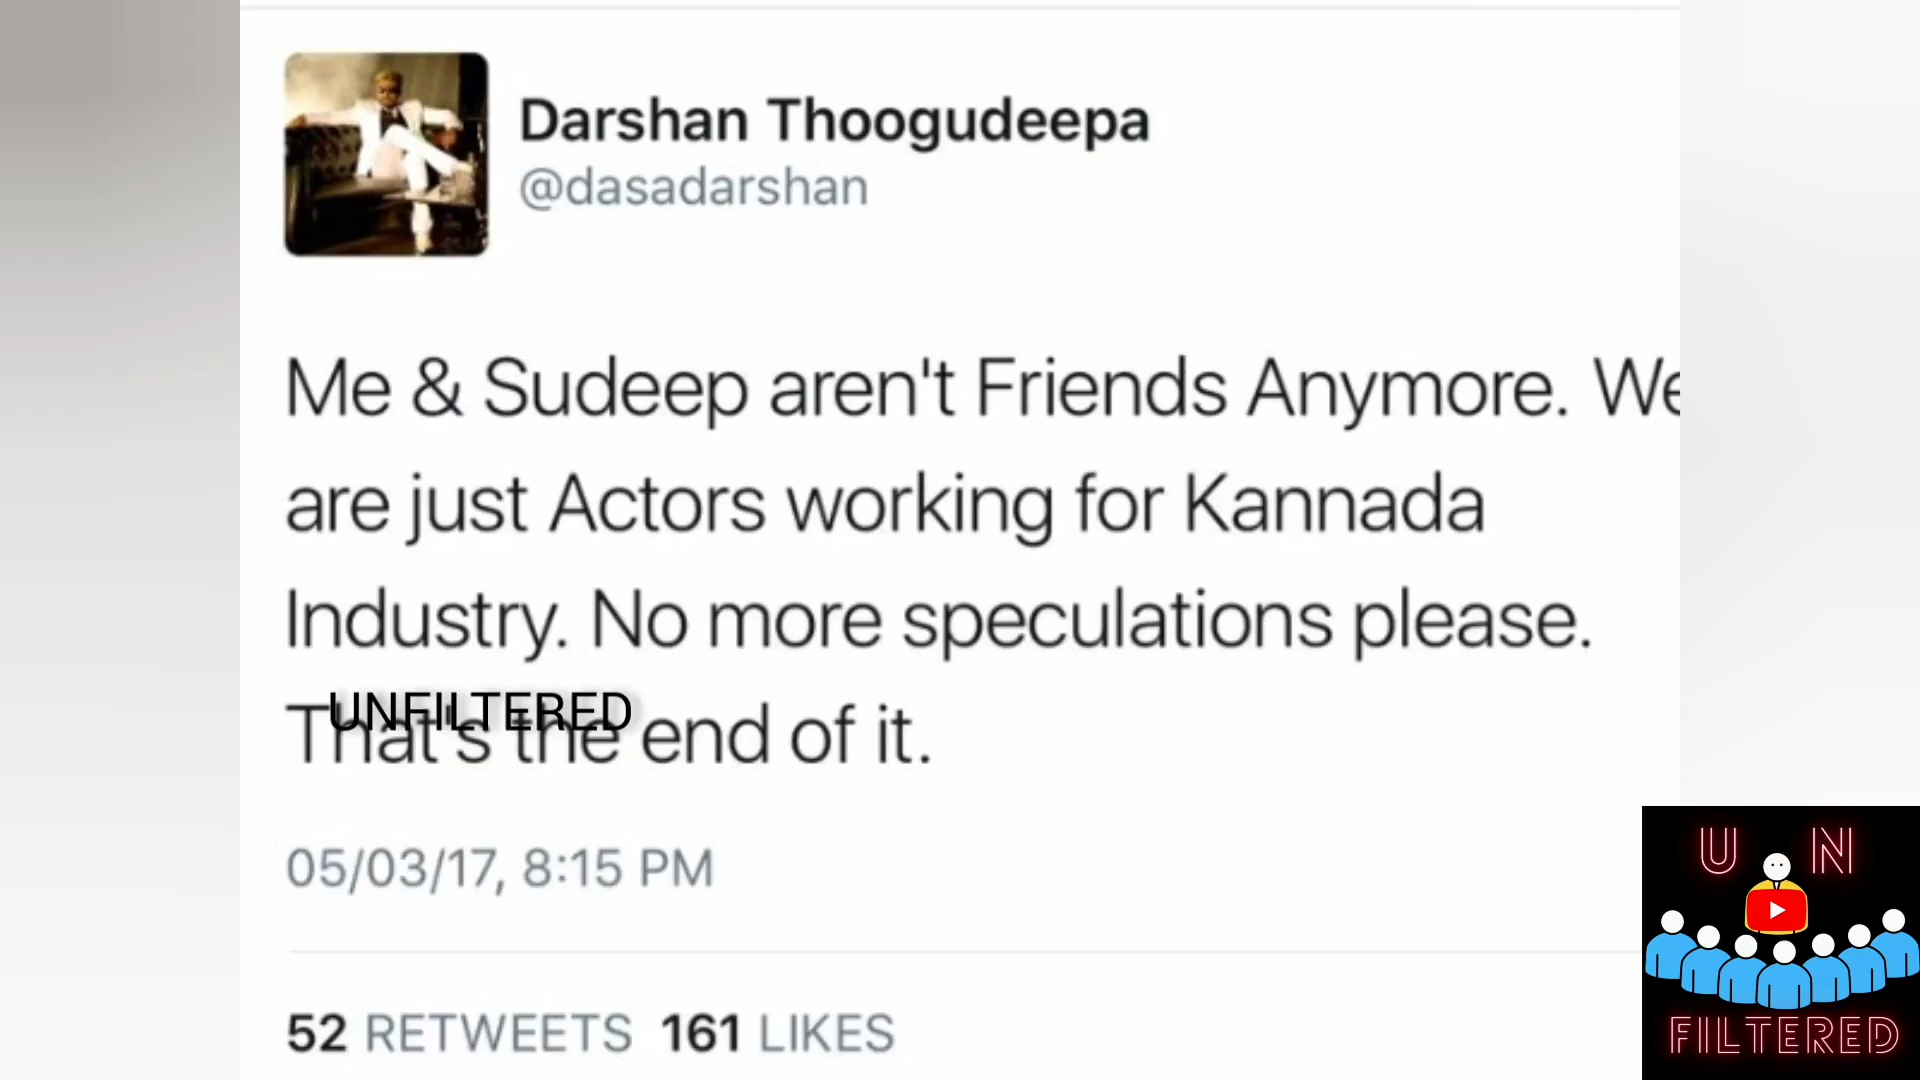 Darshan Thoogudeepa
@dasadarshan
Me & Sudeep aren't Friends Anymore. We
are just Actors working for Kannada
Industry. No more speculations please.
UNFILTERED
That's the end of it.
05/03/17, 8:15 PM
52 RETWEETS 161 LIKES
U N
FILTERED